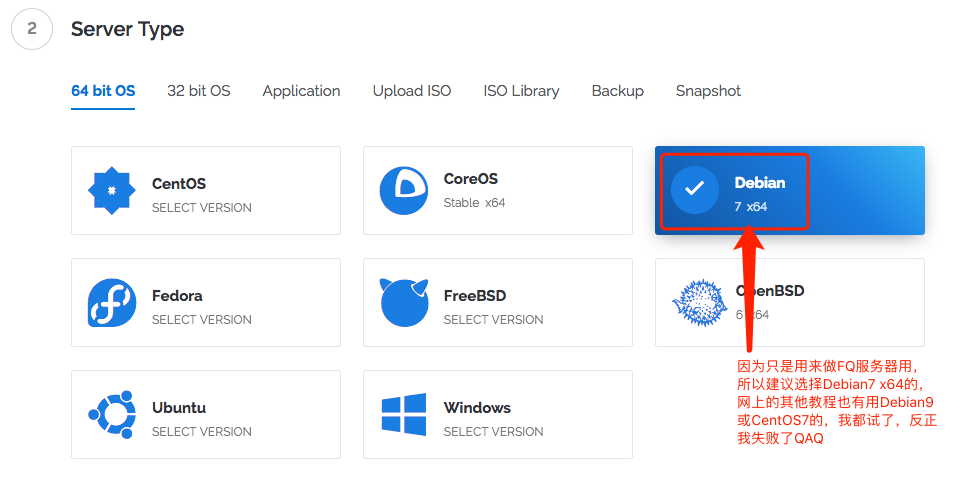 2
Server Type
64 bit OS
32 bit OS
Application
Upload ISO
ISO Library
Backup
Snapshot
CentOS
SELECT VERSION
CoreOS
Stable x64
Debian
7 x64
Fedora
SELECT VERSION
FreeBSD
SELECT VERSION
OpenBSD
6 x64
Ubuntu
SELECT VERSION
Windows
SELECT VERSION
因为只是用来做FQ服务器用，
所以建议选择Debian7 x64的，
网上的其他教程也有用Debian9
或CentOS7的，我都试了，反正
我失败了QAQ